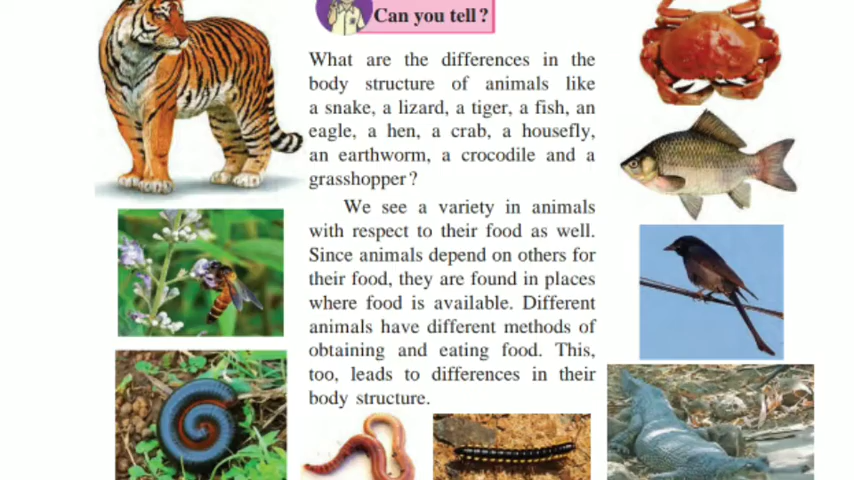 Can you tell?
What are the differences in the
body structure of animals like
a snake, a lizard, a tiger, a fish, an
eagle, a hen, a crab, a housefly,
an earthworm, a crocodile and a
grasshopper?
We see a variety in animals
with respect to their food as well.
Since animals depend on others for
their food, they are found in places
where food is available. Different
animals have different methods of
obtaining and eating food. This,
too, leads to differences in their
body structure.